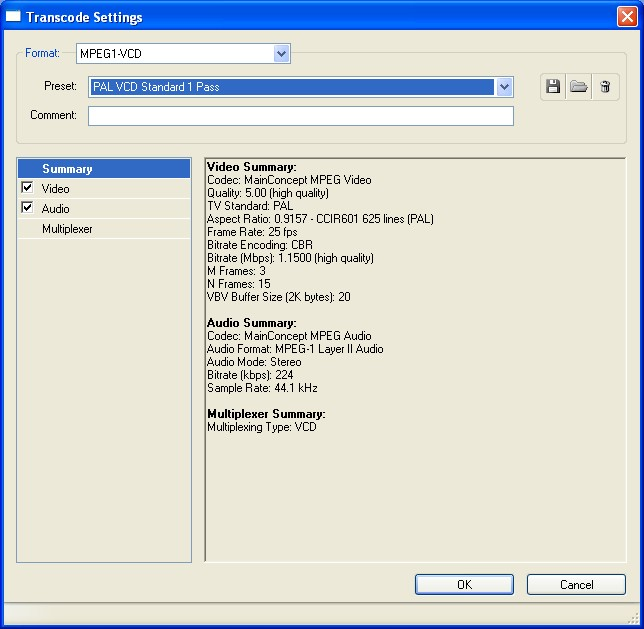 Transcode Settings
Format: MPEG1-VCD
Preset: PAL VCD Standard 1 Pass
Comment:
Summary
Video
Audio
Multiplexer
Video Summary:
Codec: MainConcept MPEG Video
Quality: 5.00 (high quality)
TV Standard: PAL
Aspect Ratio: 0.9157 - CCIR601 625 lines (PAL)
Frame Rate: 25 fps
Bitrate Encoding: CBR
Bitrate (Mbps): 1.1500 (high quality)
M Frames: 3
N Frames: 15
VBV Buffer Size (2K bytes): 20
Audio Summary:
Codec: MainConcept MPEG Audio
Audio Format: MPEG-1 Layer II Audio
Audio Mode: Stereo
Bitrate (kbps): 224
Sample Rate: 44.1 kHz
Multiplexer Summary:
Multiplexing Type: VCD
OK
Cancel